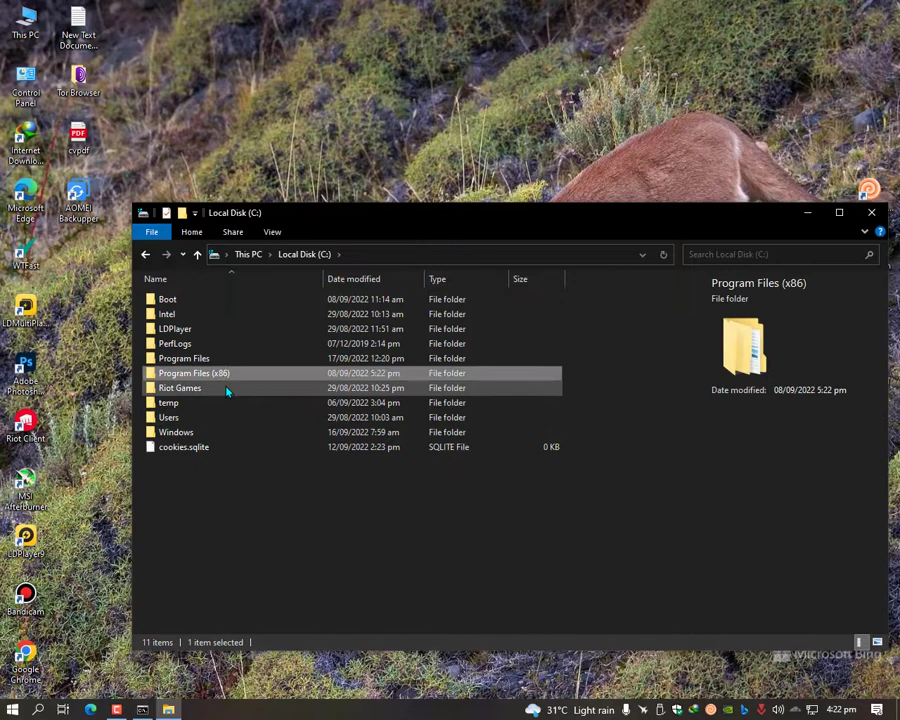 This PC
New Text
Docume...
Control
Panel
Tor Browser
Internet
Downlo...
PDF
cvpdf
Microsoft
Edge
AOMEI
Backupper
WTFast
LDMultiPla...
Ps
Adobe
Photosh...
Riot Client
MSI
Afterburner
LDPlayer9
Bandicam
Google
Chrome
Local Disk (C:)
File
Home
Share
View
This PC
Local Disk (C:)
Search Local Disk (C:)
Name
Date modified
Type
Size
Boot 08/09/2022 11:14 am File folder
Intel 29/08/2022 10:13 am File folder
LDPlayer 29/08/2022 11:51 am File folder
PerfLogs 07/12/2019 2:14 pm File folder
Program Files 17/09/2022 12:20 pm File folder
Program Files (x86) 08/09/2022 5:22 pm File folder
Riot Games 29/08/2022 10:25 pm File folder
temp 06/09/2022 3:04 pm File folder
Users 29/08/2022 10:03 am File folder
Windows 16/09/2022 7:59 am File folder
cookies.sqlite 12/09/2022 2:23 pm SQLITE File 0 KB
Program Files (x86)
File folder
Date modified: 08/09/2022 5:22 pm
11 items
1 item selected
Microsoft Bing
31°C Light rain
4:22 pm